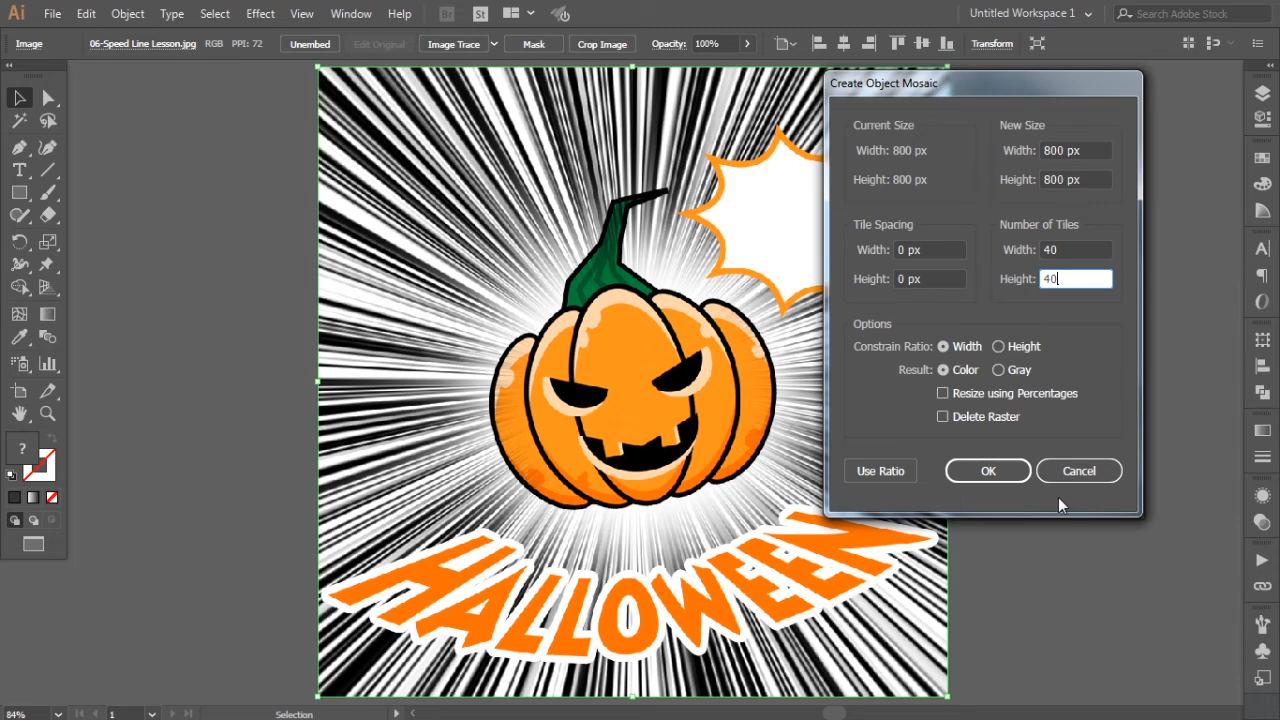 Ai File Edit Object Type Select Effect View Window Help Br St Untitled Workspace 1 Search Adobe Stock
Image 06-Speed Line Lesson.jpg RGB PPI: 72 Unembed Edit Original Image Trace Mask Crop Image Opacity: 100% Transform
Create Object Mosaic
Current Size New Size
Width: 800 px Width: 800 px
Height: 800 px Height: 800 px
Tile Spacing Number of Tiles
Width: 0 px Width: 40
Height: 0 px Height: 40
Options
Constrain Ratio: Width Height
Result: Color Gray
Resize using Percentages
Delete Raster
Use Ratio OK Cancel
?
HALLOWEEN
84% 1 Selection